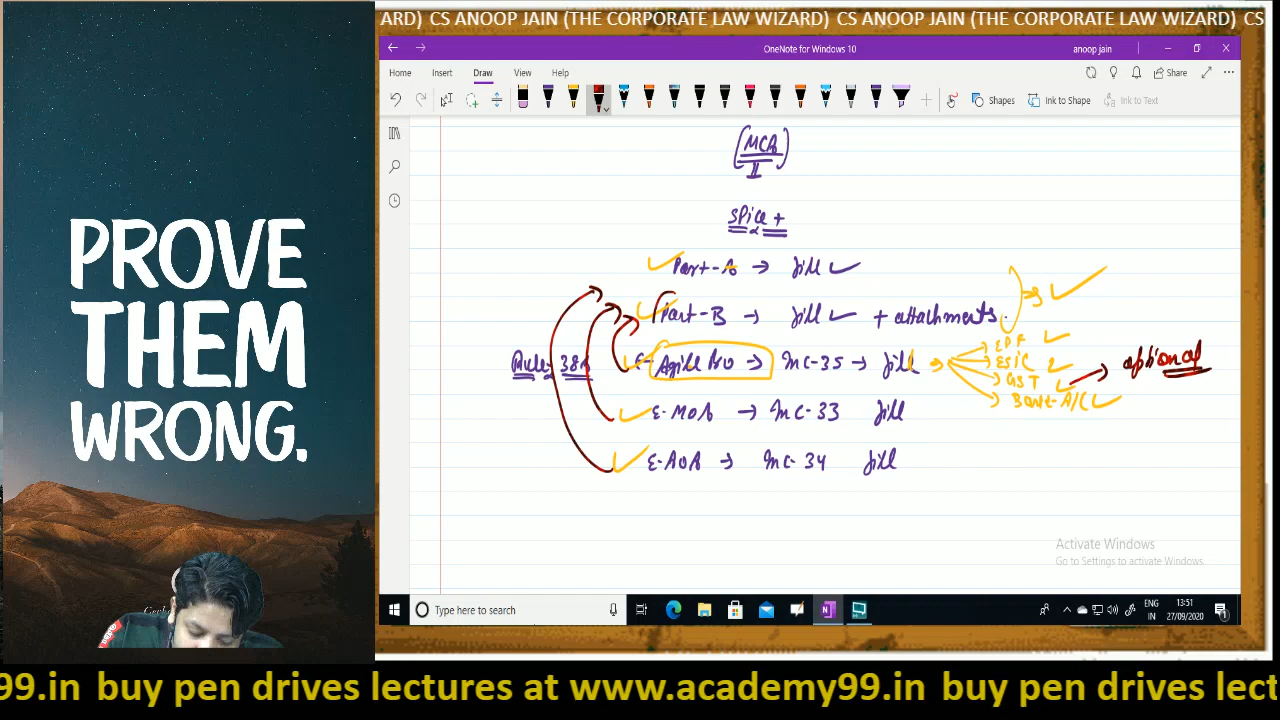 ARD) CS ANOOP JAIN (THE CORPORATE LAW WIZARD) CS ANOOP JAIN (THE CORPORATE LAW WIZARD) CS
OneNote for Windows 10
anoop jain
Home Insert Draw View Help
Share
Shapes Ink to Shape Ink to Text
PROVE
THEM
WRONG.
(MCA)
SPice +
Part-A → fill
Part-B → fill + attachments.
Rule 38A
E-Agile Pro → Inc-35 → fill
EPF
ESIC
GST
Bank-A/C
optional
E-MOA → Inc-33 fill
E-AOA → Inc-34 fill
Activate Windows
Go to Settings to activate Windows.
Type here to search
ENG
IN
13:51
27/09/2020
1
99.in buy pen drives lectures at www.academy99.in buy pen drives lect